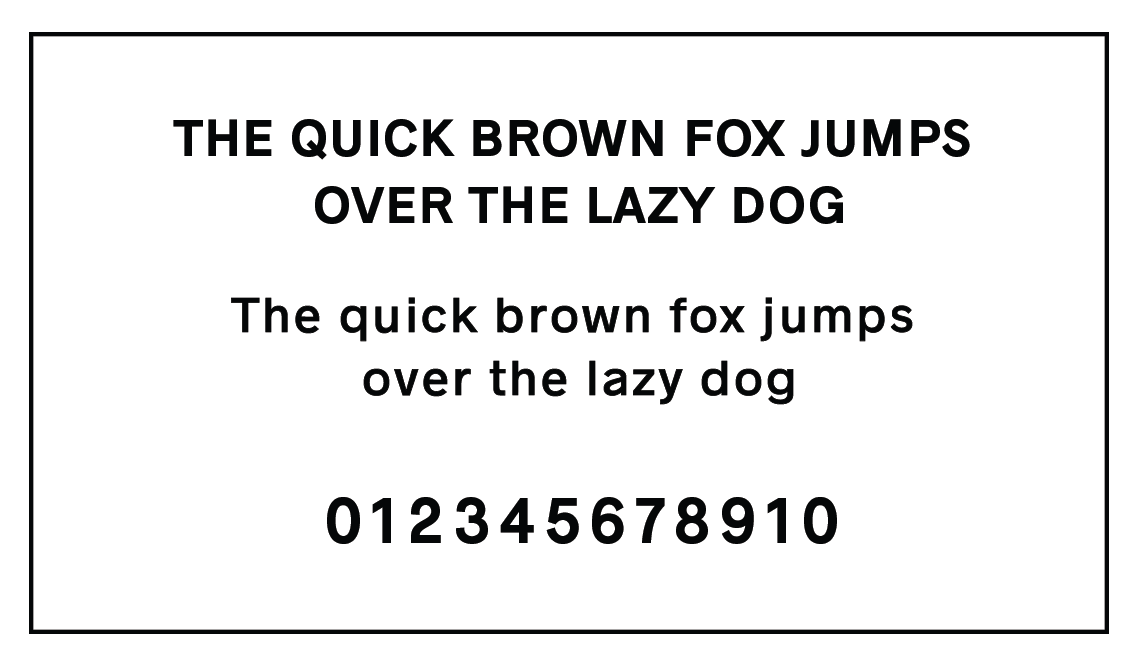 THE QUICK BROWN FOX JUMPS
OVER THE LAZY DOG
The quick brown fox jumps
over the lazy dog
012345678910